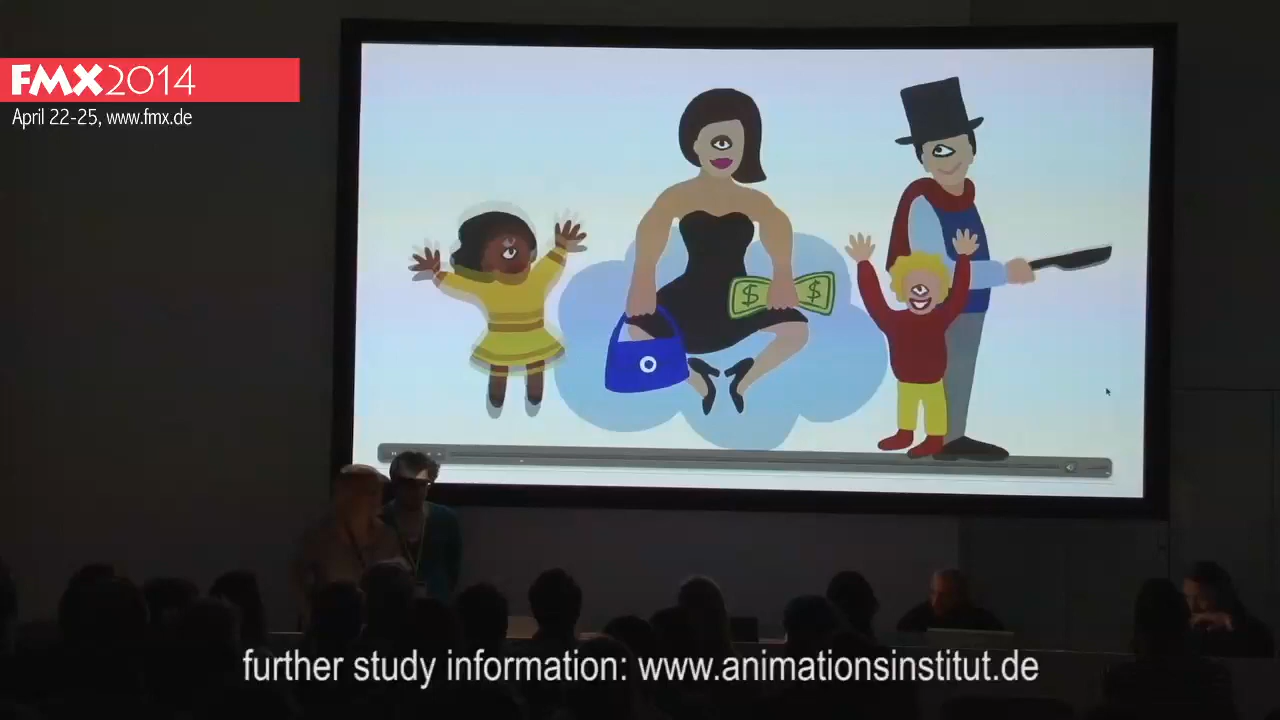 FMX2014
April 22-25, www.fmx.de
$ $
further study information: www.animationsinstitut.de